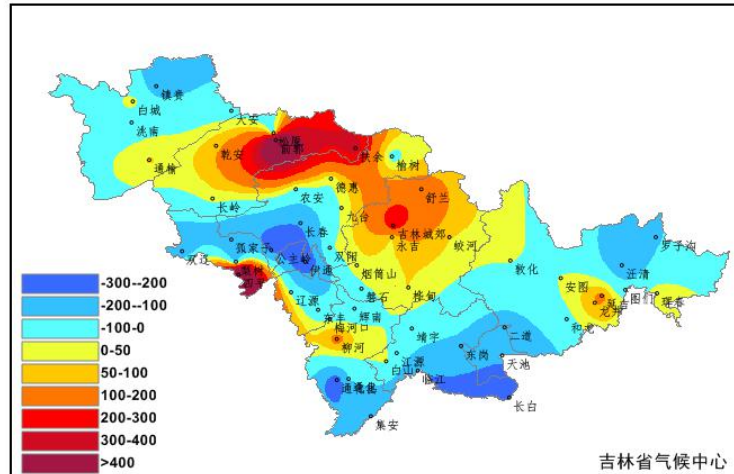 镇赉
白城
洮南
大安
松原
前郭
扶余
榆树
乾安
通榆
德惠
农安
舒兰
长岭
九台
长春
吉林城郊
永吉
蛟河
罗子沟
孤家子
双辽
公主岭
双阳
伊通
烟筒山
敦化
汪清
梨树
四平
安图
图们
珲春
延吉
龙井
磐石
桦甸
辽源
东丰
辉南
和龙
梅河口
靖宇
二道
柳河
东岗
江源
天池
白山
临江
长白
集安
-300--200
-200--100
-100-0
0-50
50-100
100-200
200-300
300-400
>400
吉林省气候中心